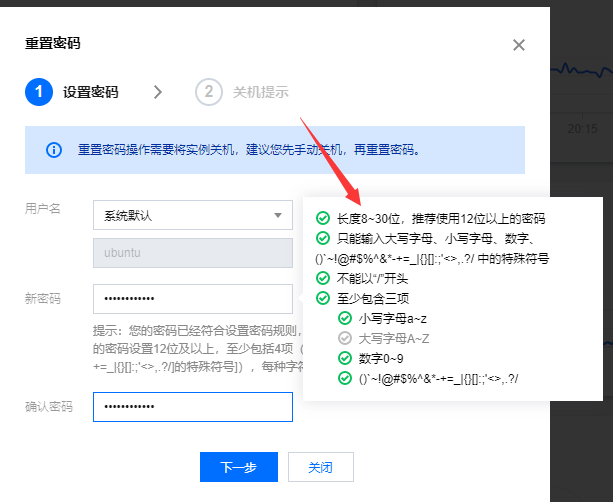 重置密码
1 设置密码
2 关机提示
重置密码操作需要将实例关机，建议您先手动关机，再重置密码。
20:15
用户名
系统默认
ubuntu
新密码
••••••••••••
提示：您的密码已经符合设置密码规则，
的密码设置12位及以上，至少包括4项（
+=_|{}[]:;'<>,.?/]的特殊符号]），每种字符
确认密码
••••••••••••
长度8~30位，推荐使用12位以上的密码
只能输入大写字母、小写字母、数字、
()`~!@#$%^&*-+=_|{}[]:;'<>,.?/ 中的特殊符号
不能以“/”开头
至少包含三项
小写字母a~z
大写字母A~Z
数字0~9
()`~!@#$%^&*-+=_|{}[]:;'<>,.?/
下一步
关闭